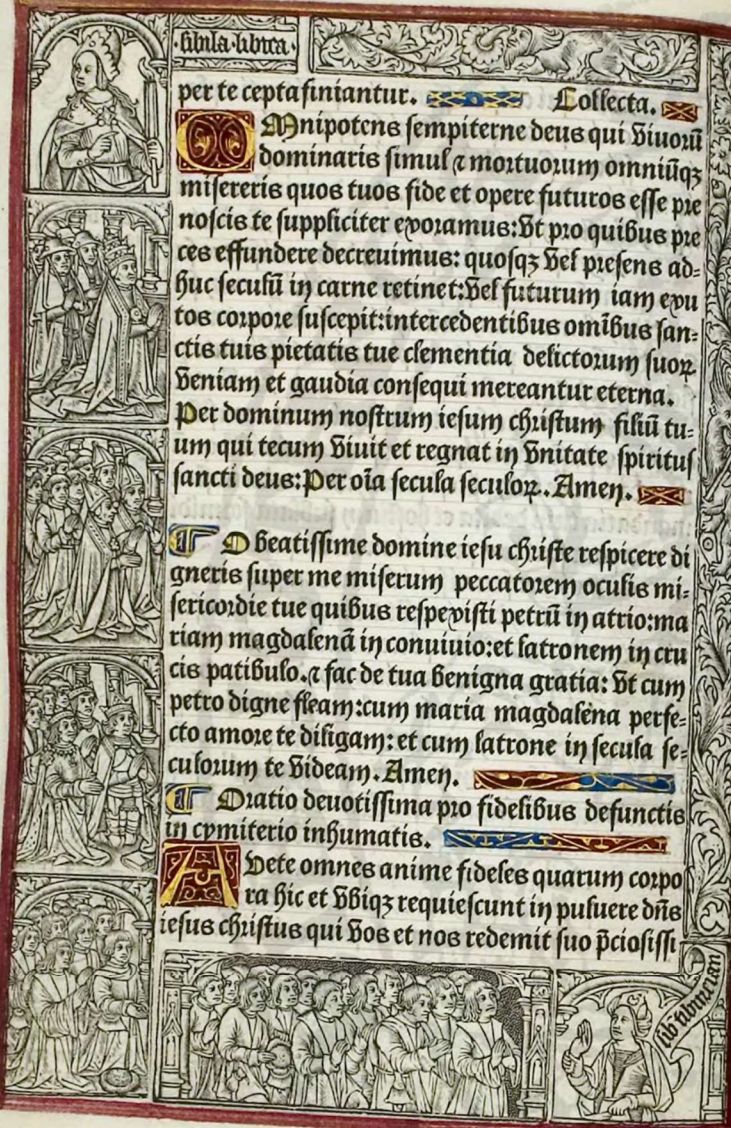 ·sibila·libica·
per te cepta finiantur. Collecta.
OMnipotens sempiterne deus qui viuorū
dominaris simul ⁊ mortuorum omniūqꝫ
misereris quos tuos fide et opere futuros esse pre
noscis te suppliciter exoramus:vt pro quibus pre
ces effundere decreuimus: quosqꝫ vel presens ad=
huc seculū in carne retinet:vel futurum iam exu
tos corpore suscepit:intercedentibus om̄ibus san=
ctis tuis pietatis tue clementia delictorum suoꝝ
veniam et gaudia consequi mereantur eterna.
Per dominum nostrum iesum christum filiū tu=
um qui tecum viuit et regnat in vnitate spiritus
sancti deus:Per oīa secula seculoꝝ. Amen.
O beatissime domine iesu christe respicere di
gneris super me miserum peccatorem oculis mi=
sericordie tue quibus respexisti petrū in atrio:ma
riam magdalenā in conuiuio:et latronem in cru
cis patibulo.⁊ fac de tua benigna gratia: vt cum
petro digne fleam:cum maria magdalena perfe=
cto amore te diligam: et cum latrone in secula se=
culorum te videam. Amen.
Oratio deuotissima pro fidelibus defunctis
in cymiterio inhumatis.
AVete omnes anime fideles quarum corpo
ra hic et vbiqꝫ requiescunt in puluere dn̄s
iesus christus qui vos et nos redemit suo p̄ciosissi
sib